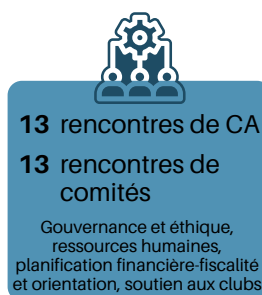 13 rencontres de CA
13 rencontres de
comités
Gouvernance et éthique,
ressources humaines,
planification financière-fiscalité
et orientation, soutien aux clubs